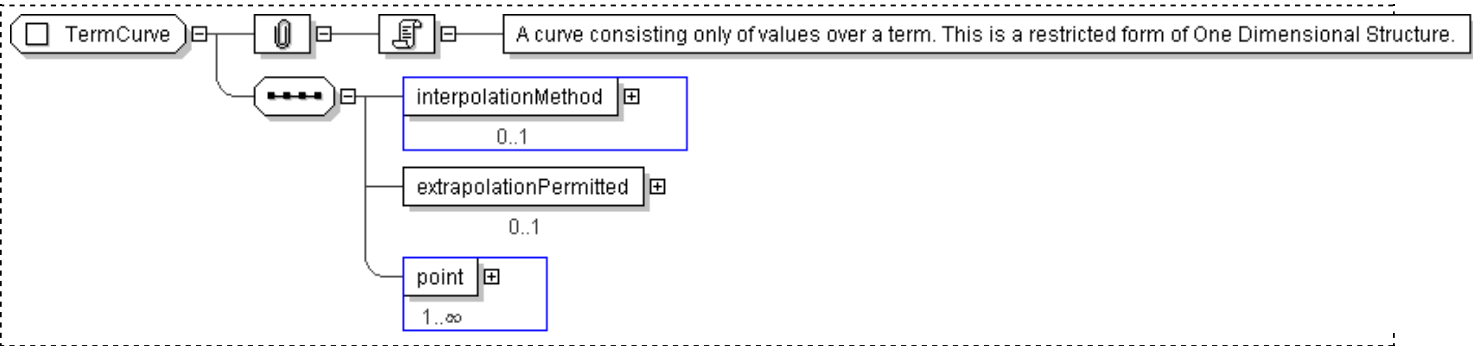 TermCurve
A curve consisting only of values over a term. This is a restricted form of One Dimensional Structure.
interpolationMethod
0..1
extrapolationPermitted
0..1
point
1..∞